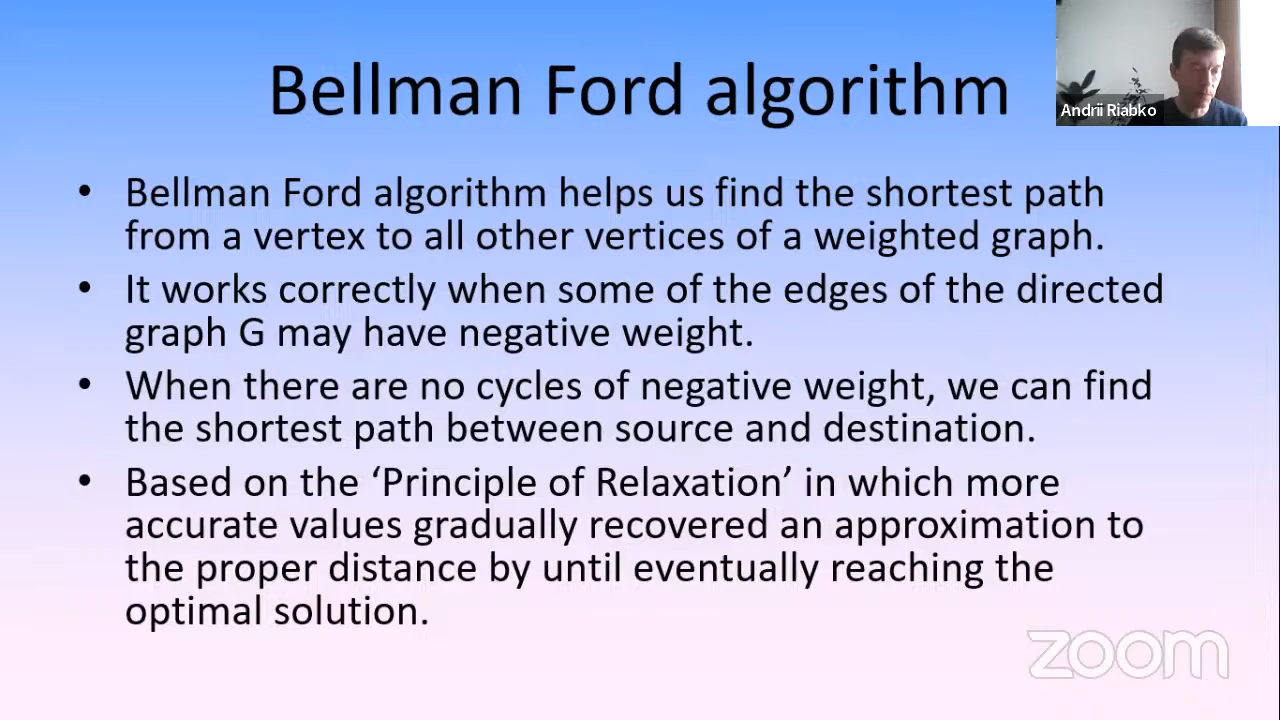 Bellman Ford algorithm
Andrii Riabko
• Bellman Ford algorithm helps us find the shortest path
from a vertex to all other vertices of a weighted graph.
• It works correctly when some of the edges of the directed
graph G may have negative weight.
• When there are no cycles of negative weight, we can find
the shortest path between source and destination.
• Based on the ‘Principle of Relaxation’ in which more
accurate values gradually recovered an approximation to
the proper distance by until eventually reaching the
optimal solution.
zoom